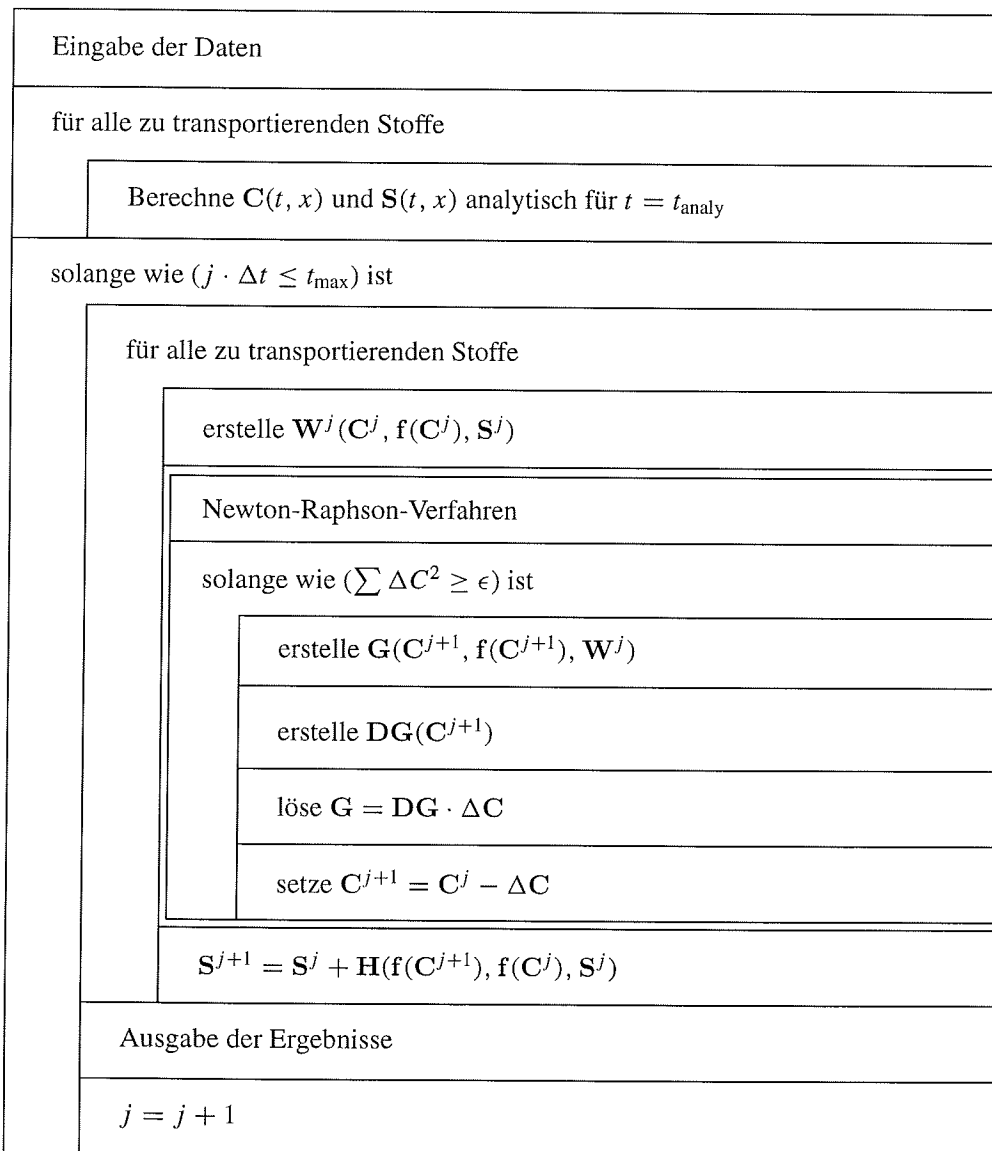 Eingabe der Daten
für alle zu transportierenden Stoffe
Berechne C(t, x) und S(t, x) analytisch für t = t_analy
solange wie (j · Δt ≤ t_max) ist
für alle zu transportierenden Stoffe
erstelle W^j(C^j, f(C^j), S^j)
Newton-Raphson-Verfahren
solange wie (∑ ΔC² ≥ ϵ) ist
erstelle G(C^{j+1}, f(C^{j+1}), W^j)
erstelle DG(C^{j+1})
löse G = DG · ΔC
setze C^{j+1} = C^j − ΔC
S^{j+1} = S^j + H(f(C^{j+1}), f(C^j), S^j)
Ausgabe der Ergebnisse
j = j + 1